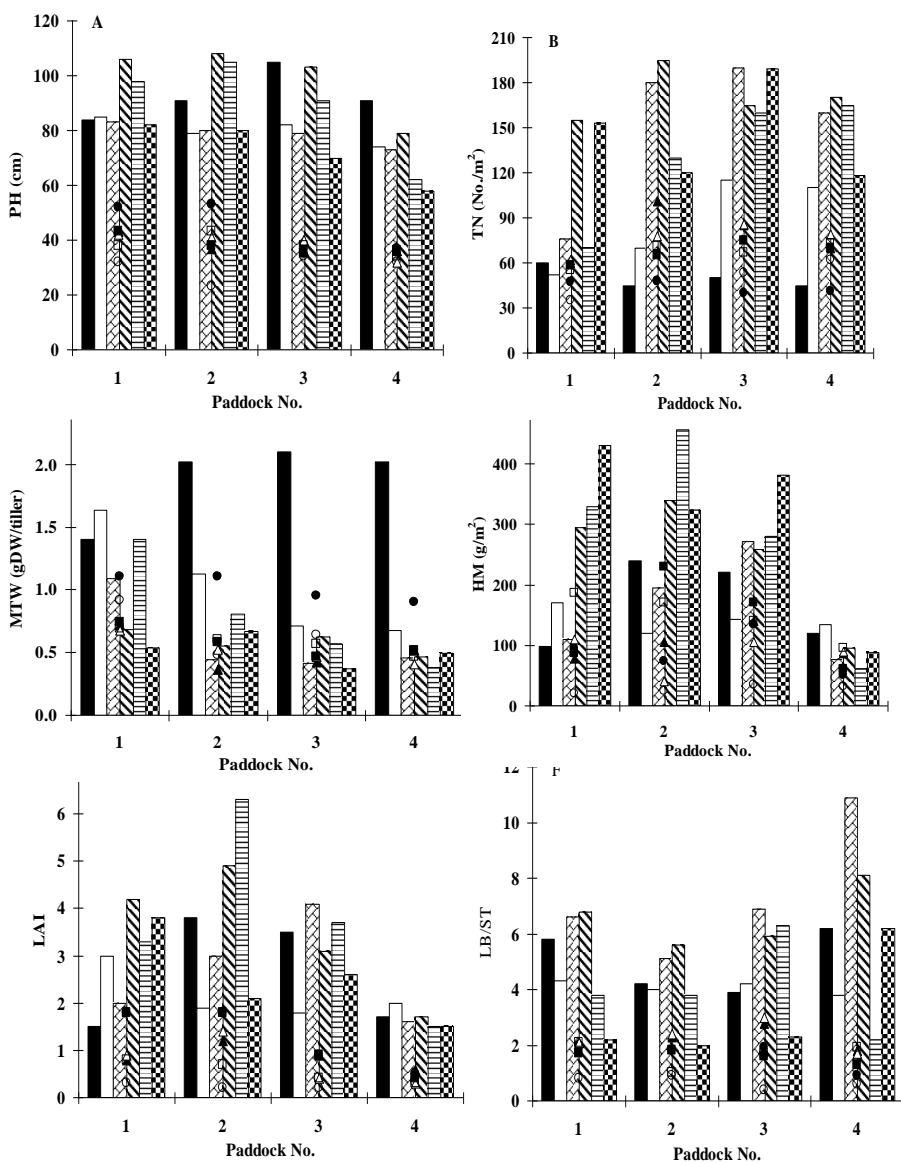 A
120
100
80
60
40
20
0
PH (cm)
1 2 3 4
Paddock No.
B
210
180
150
120
90
60
30
0
TN (No./m²)
1 2 3 4
Paddock No.
2.0
1.5
1.0
0.5
0.0
MTW (gDW/tiller)
1 2 3 4
Paddock No.
400
300
200
100
0
HM (g/m²)
1 2 3 4
Paddock No.
6
5
4
3
2
1
0
LAI
1 2 3 4
Paddock No.
F
12
10
8
6
4
2
0
LB/ST
1 2 3 4
Paddock No.